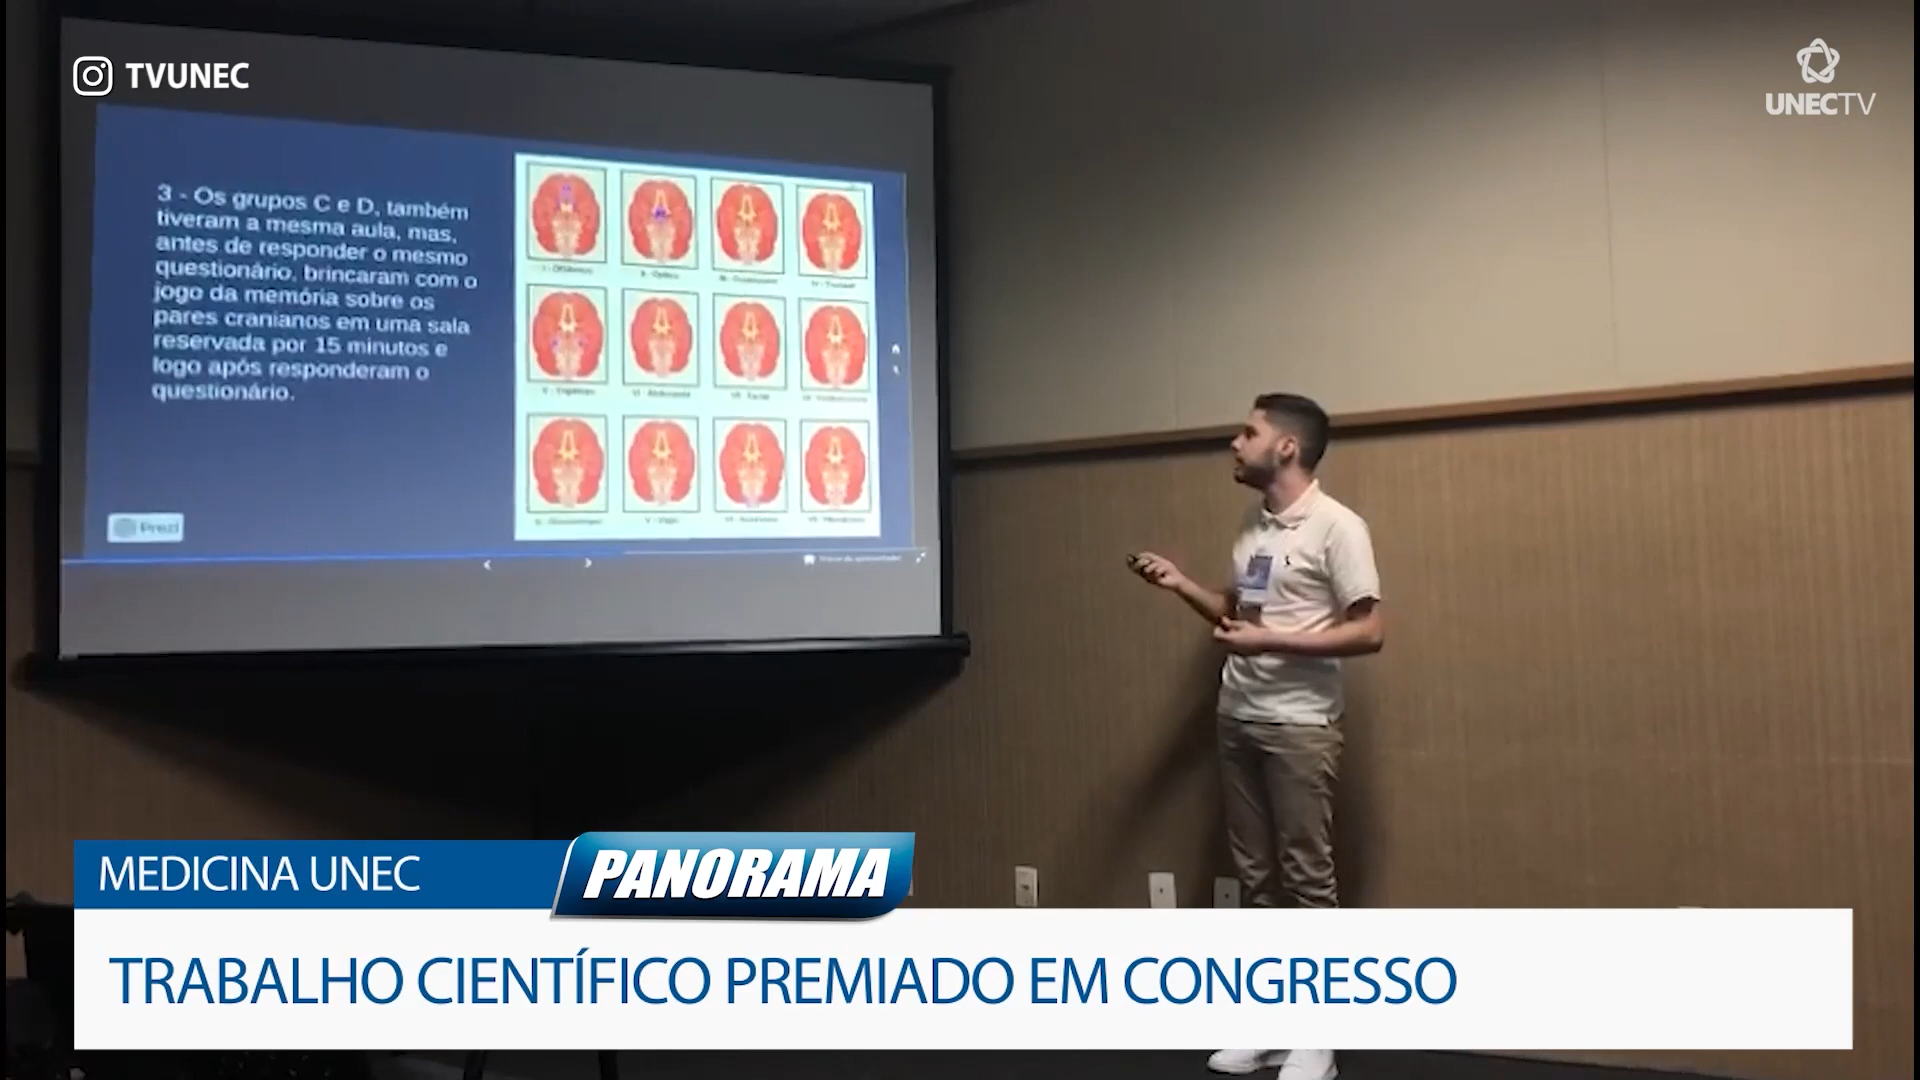 TVUNEC
UNECTV
3 - Os grupos C e D, também
tiveram a mesma aula, mas,
antes de responder o mesmo
questionário, brincaram com o
jogo da memória sobre os
pares cranianos em uma sala
reservada por 15 minutos e
logo após responderam o
questionário.
Prezi
MEDICINA UNEC
PANORAMA
TRABALHO CIENTÍFICO PREMIADO EM CONGRESSO